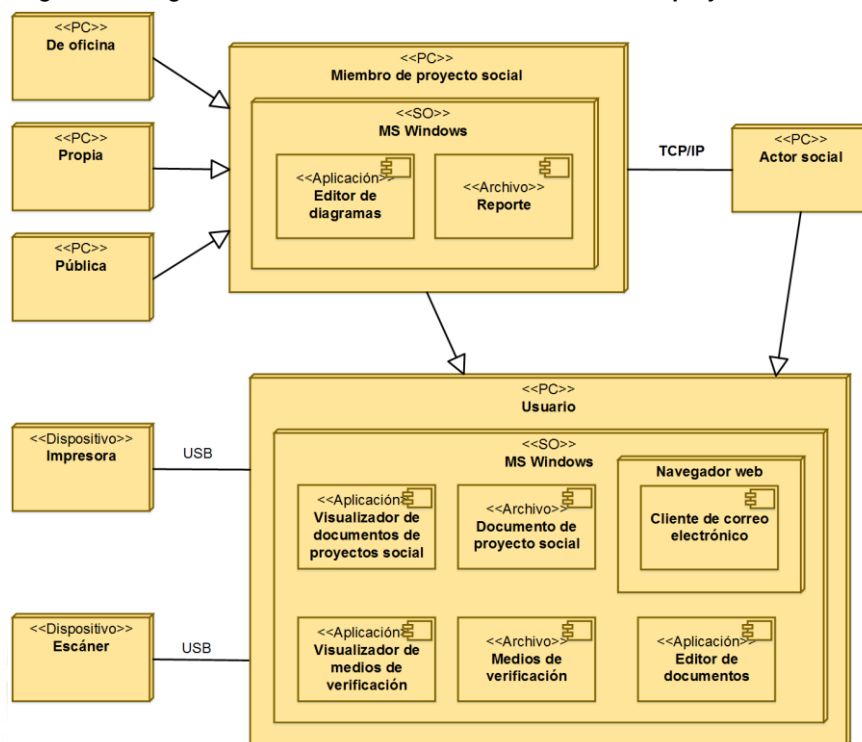 <<PC>>
De oficina
<<PC>>
Propia
<<PC>>
Pública
<<PC>>
Miembro de proyecto social
<<SO>>
MS Windows
<<Aplicación>>
Editor de
diagramas
<<Archivo>>
Reporte
TCP/IP
<<PC>>
Actor social
<<Dispositivo>>
Impresora
USB
<<Dispositivo>>
Escáner
USB
<<PC>>
Usuario
<<SO>>
MS Windows
<<Aplicación>>
Visualizador de
documentos de
proyectos social
<<Archivo>>
Documento de
proyecto social
Navegador web
Cliente de correo
electrónico
<<Aplicación>>
Visualizador de
medios de
verificación
<<Archivo>>
Medios de
verificación
<<Aplicación>>
Editor de
documentos